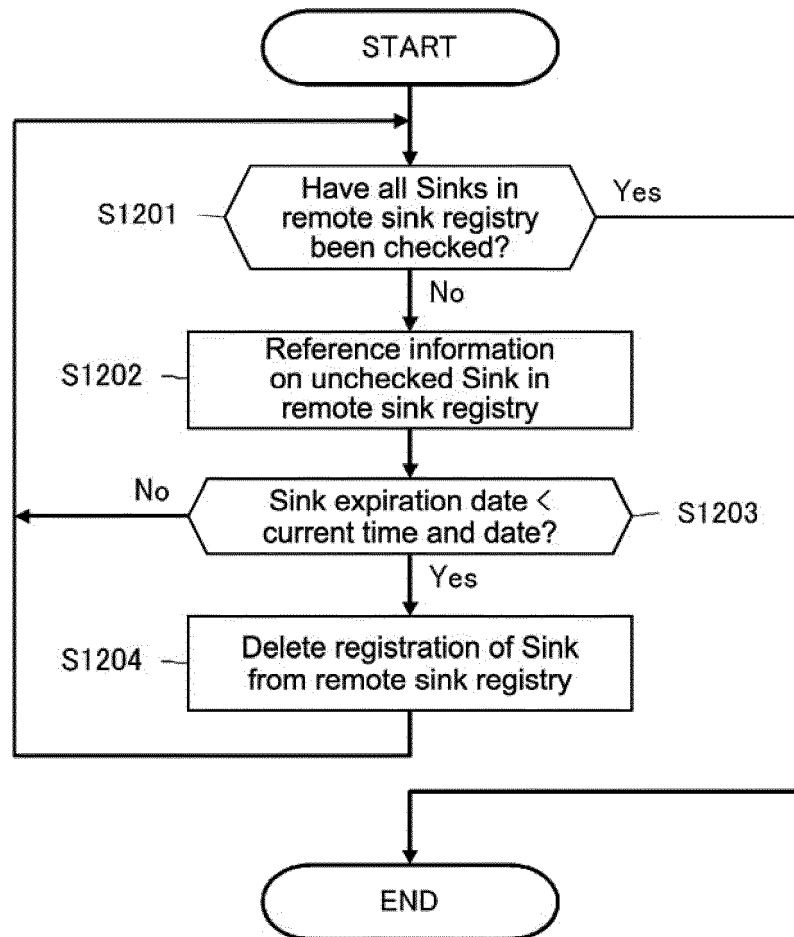 START
S1201
Have all Sinks in
remote sink registry
been checked?
Yes
No
S1202
Reference information
on unchecked Sink in
remote sink registry
No
Sink expiration date <
current time and date?
S1203
Yes
S1204
Delete registration of Sink
from remote sink registry
END